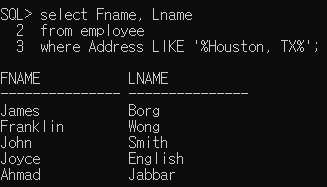 SQL> select Fname, Lname
2 from employee
3 where Address LIKE '%Houston, TX%';
FNAME LNAME
--------------- ---------------
James Borg
Franklin Wong
John Smith
Joyce English
Ahmad Jabbar